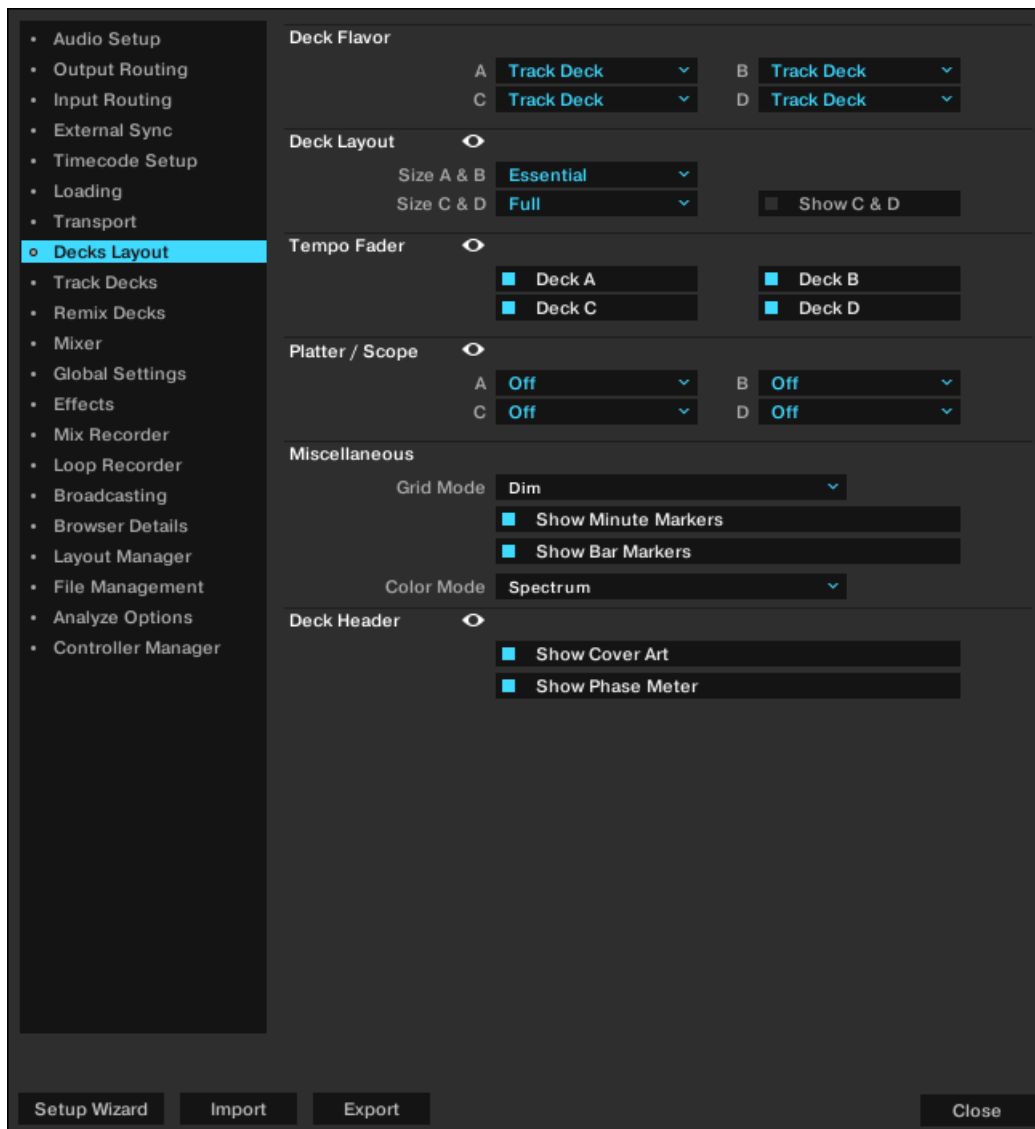 Audio Setup
Output Routing
Input Routing
External Sync
Timecode Setup
Loading
Transport
Decks Layout
Track Decks
Remix Decks
Mixer
Global Settings
Effects
Mix Recorder
Loop Recorder
Broadcasting
Browser Details
Layout Manager
File Management
Analyze Options
Controller Manager
Deck Flavor
A Track Deck B Track Deck
C Track Deck D Track Deck
Deck Layout
Size A & B Essential
Size C & D Full Show C & D
Tempo Fader
Deck A Deck B
Deck C Deck D
Platter / Scope
A Off B Off
C Off D Off
Miscellaneous
Grid Mode Dim
Show Minute Markers
Show Bar Markers
Color Mode Spectrum
Deck Header
Show Cover Art
Show Phase Meter
Setup Wizard Import Export Close